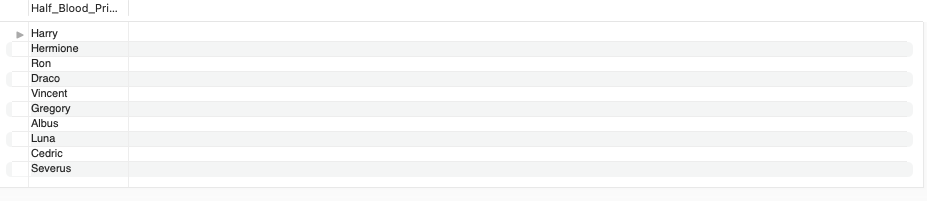 Half_Blood_Pri...
Harry
Hermione
Ron
Draco
Vincent
Gregory
Albus
Luna
Cedric
Severus